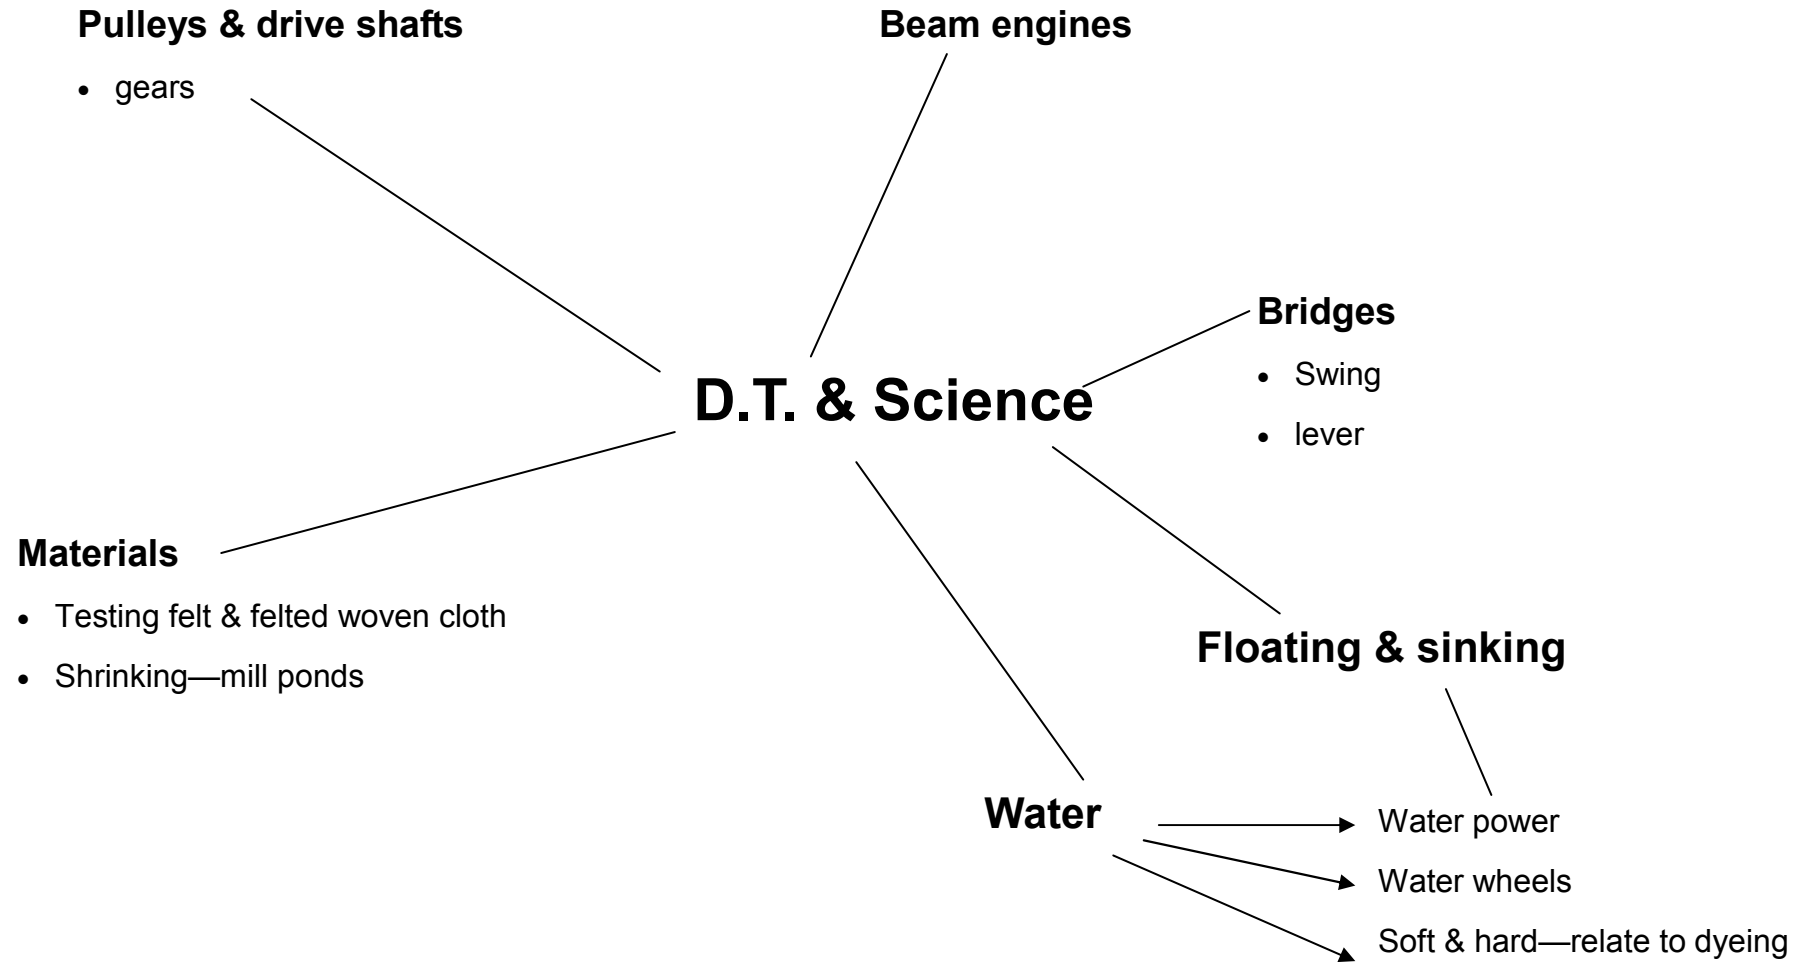 Pulleys & drive shafts
• gears
Beam engines
D.T. & Science
Bridges
• Swing
• lever
Materials
• Testing felt & felted woven cloth
• Shrinking—mill ponds
Floating & sinking
Water
Water power
Water wheels
Soft & hard—relate to dyeing